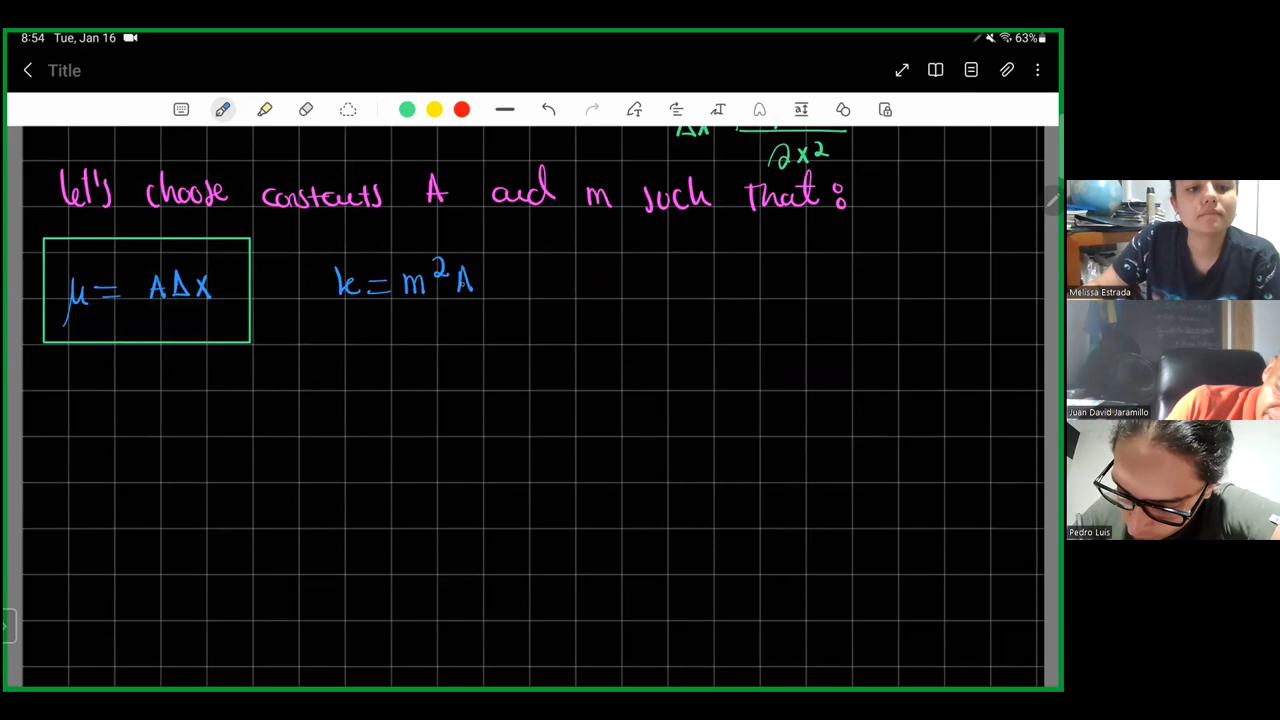 8:54 Tue, Jan 16 63%
Title
Δx
∂x²
let's choose constants A and m such that:
μ = AΔx k = m²A
Melissa Estrada
Juan David Jaramillo
Pedro Luis